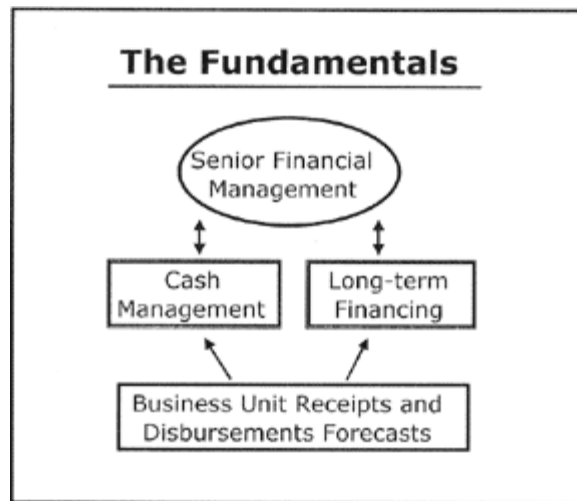 The Fundamentals
Senior Financial
Management
Cash
Management
Long-term
Financing
Business Unit Receipts and
Disbursements Forecasts